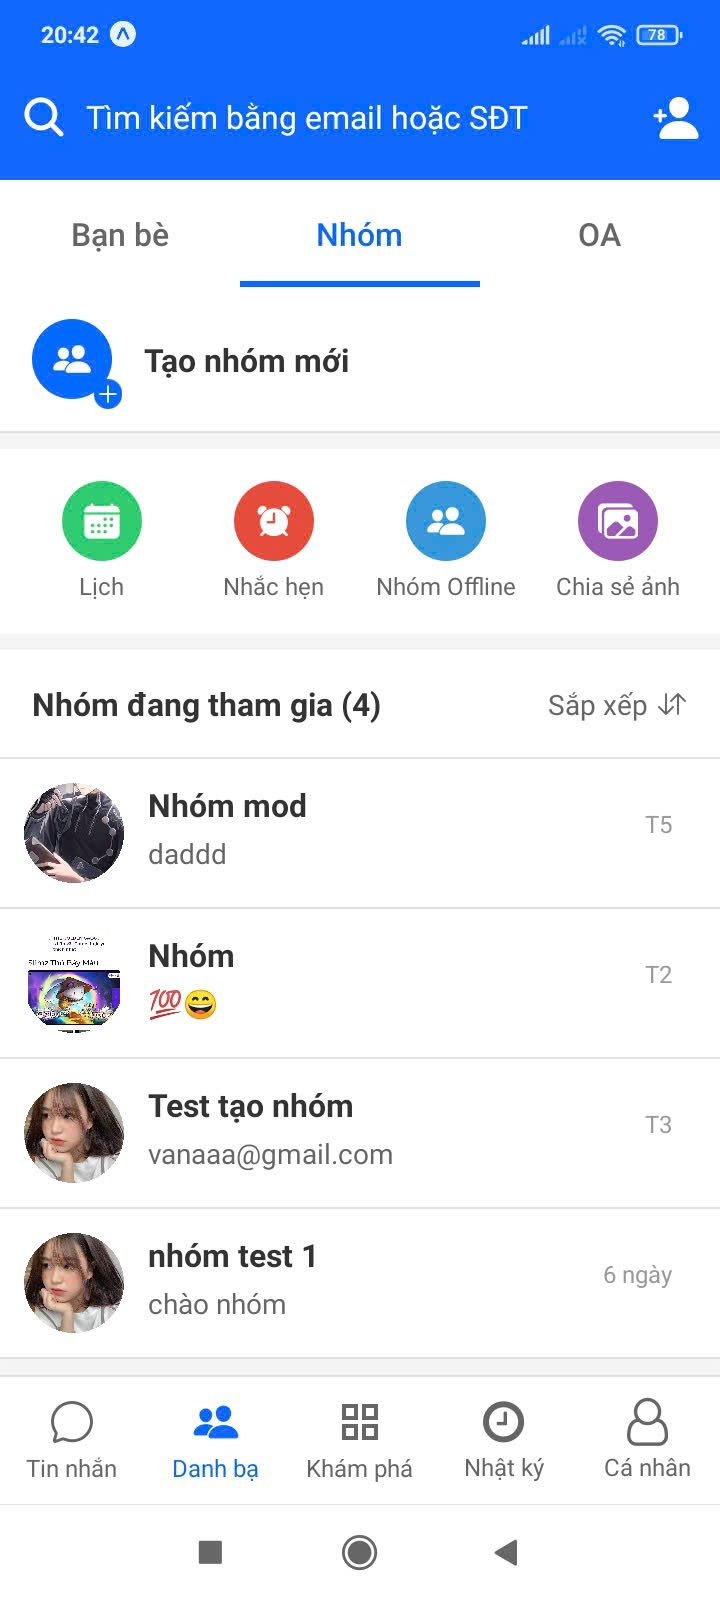 20:42
78
Tìm kiếm bằng email hoặc SĐT
Bạn bè
Nhóm
OA
Tạo nhóm mới
Lịch
Nhắc hẹn
Nhóm Offline
Chia sẻ ảnh
Nhóm đang tham gia (4)
Sắp xếp
Nhóm mod
T5
daddd
Nhóm
T2
💯😄
Test tạo nhóm
T3
vanaaa@gmail.com
nhóm test 1
6 ngày
chào nhóm
Tin nhắn
Danh bạ
Khám phá
Nhật ký
Cá nhân